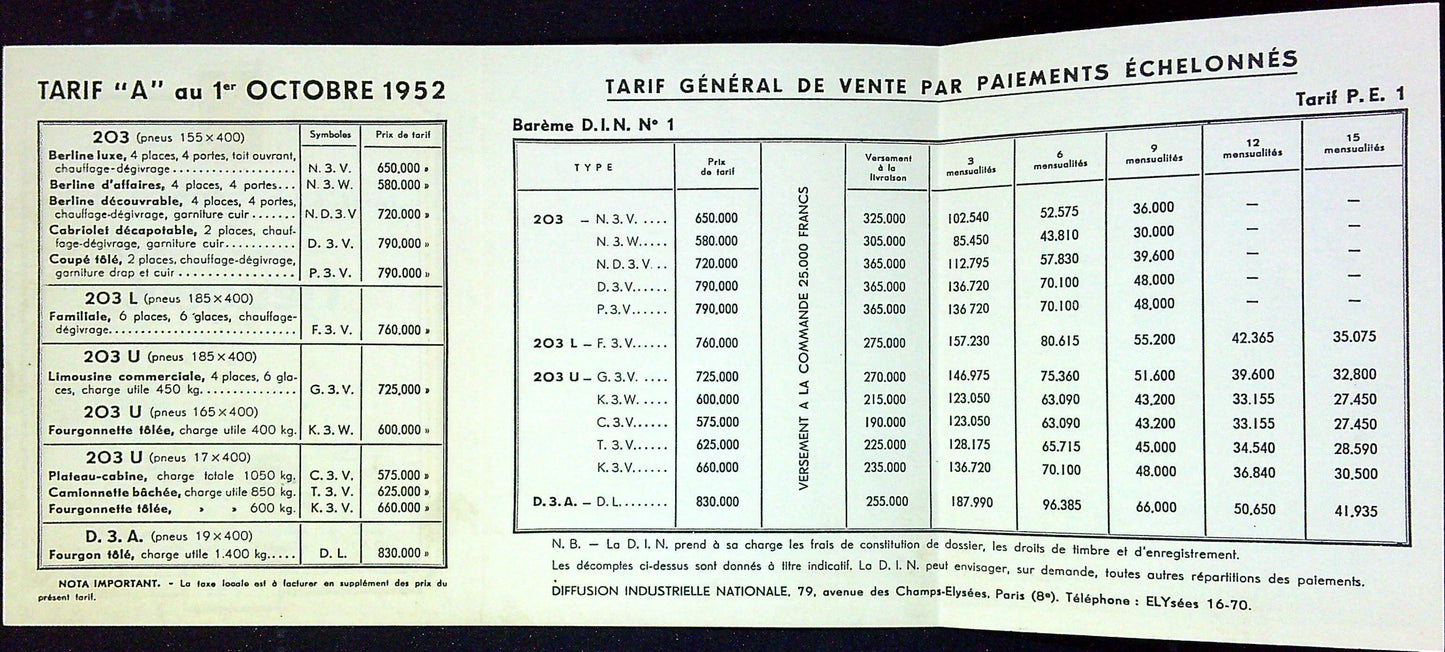 TARIF "A" au 1er OCTOBRE 1952
203 (pneus 155×400) Symboles Prix de tarif
Berline luxe, 4 places, 4 portes, toit ouvrant,
chauffage-dégivrage................. N. 3. V. 650,000 »
Berline d'affaires, 4 places, 4 portes... N. 3. W. 580.000 »
Berline découvrable, 4 places, 4 portes,
chauffage-dégivrage, garniture cuir....... N.D.3.V 720.000 »
Cabriolet décapotable, 2 places, chauf-
fage-dégivrage, garniture cuir........... D. 3. V. 790.000 »
Coupé tôlé, 2 places, chauffage-dégivrage,
garniture drap et cuir ................ P. 3. V. 790.000 »
203 L (pneus 185×400)
Familiale, 6 places, 6 glaces, chauffage-
dégivrage............................ F. 3. V. 760.000 »
203 U (pneus 185×400)
Limousine commerciale, 4 places, 6 gla-
ces, charge utile 450 kg.............. G. 3. V. 725,000 »
203 U (pneus 165×400)
Fourgonnette tôlée, charge utile 400 kg. K. 3. W. 600.000 »
203 U (pneus 17×400)
Plateau-cabine, charge totale 1050 kg. C. 3. V. 575.000 »
Camionnette bâchée, charge utile 850 kg. T. 3. V. 625.000 »
Fourgonnette tôlée, » » 600 kg. K. 3. V. 660.000 »
D. 3. A. (pneus 19×400)
Fourgon tôlé, charge utile 1.400 kg..... D. L. 830.000 »
NOTA IMPORTANT. - La taxe locale est à facturer en supplément des prix du
présent tarif.
TARIF GÉNÉRAL DE VENTE PAR PAIEMENTS ÉCHELONNÉS
Tarif P. E. 1
Barème D.I.N. N° 1
TYPE Prix de tarif Versement à la livraison 3 mensualités 6 mensualités 9 mensualités 12 mensualités 15 mensualités
VERSEMENT A LA COMMANDE 25.000 FRANCS
203 – N. 3. V. .... 650.000 325.000 102.540 52.575 36.000 — —
N. 3. W..... 580.000 305.000 85.450 43.810 30.000 — —
N. D. 3. V. .. 720.000 365.000 112.795 57.830 39.600 — —
D. 3. V...... 790.000 365.000 136.720 70.100 48.000 — —
P. 3. V...... 790,000 365.000 136 720 70.100 48,000 — —
203 L – F. 3. V...... 760.000 275.000 157.230 80.615 55.200 42.365 35.075
203 U – G. 3. V. .... 725.000 270.000 146.975 75.360 51.600 39.600 32.800
K. 3. W..... 600.000 215.000 123.050 63.090 43,200 33.155 27.450
C. 3. V...... 575.000 190.000 123.050 63.090 43.200 33.155 27.450
T. 3. V...... 625.000 225.000 128.175 65.715 45.000 34.540 28.590
K. 3. V...... 660.000 235.000 136.720 70.100 48.000 36.840 30.500
D. 3. A. – D. L........ 830.000 255.000 187.990 96.385 66,000 50,650 41.935
N. B. — La D. I. N. prend à sa charge les frais de constitution de dossier, les droits de timbre et d'enregistrement.
Les décomptes ci-dessus sont donnés à titre indicatif. La D. I. N. peut envisager, sur demande, toutes autres répartitions des paiements.
DIFFUSION INDUSTRIELLE NATIONALE, 79, avenue des Champs-Elysées, Paris (8e). Téléphone : ELYsées 16-70.